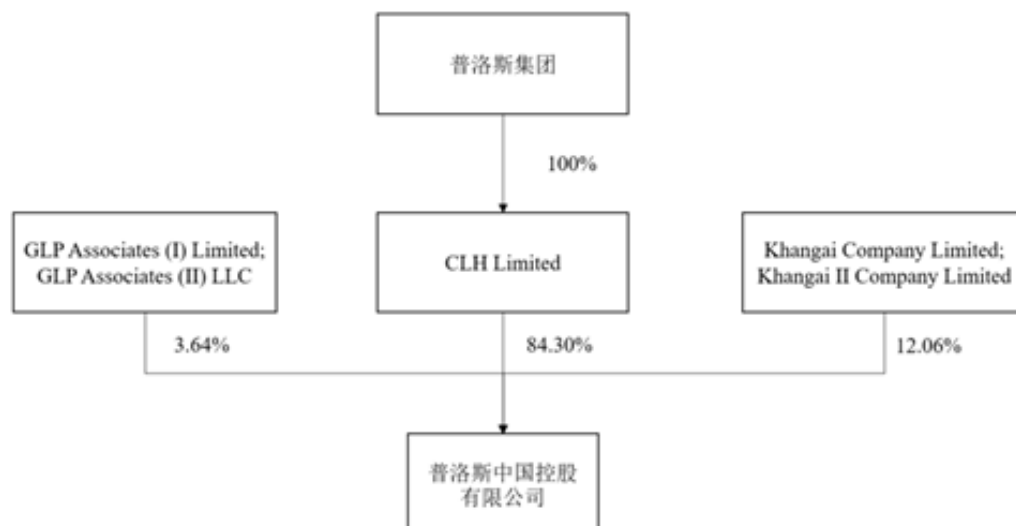 普洛斯集团
100%
GLP Associates (I) Limited;
GLP Associates (II) LLC
CLH Limited
Khangai Company Limited;
Khangai II Company Limited
3.64%
84.30%
12.06%
普洛斯中国控股
有限公司